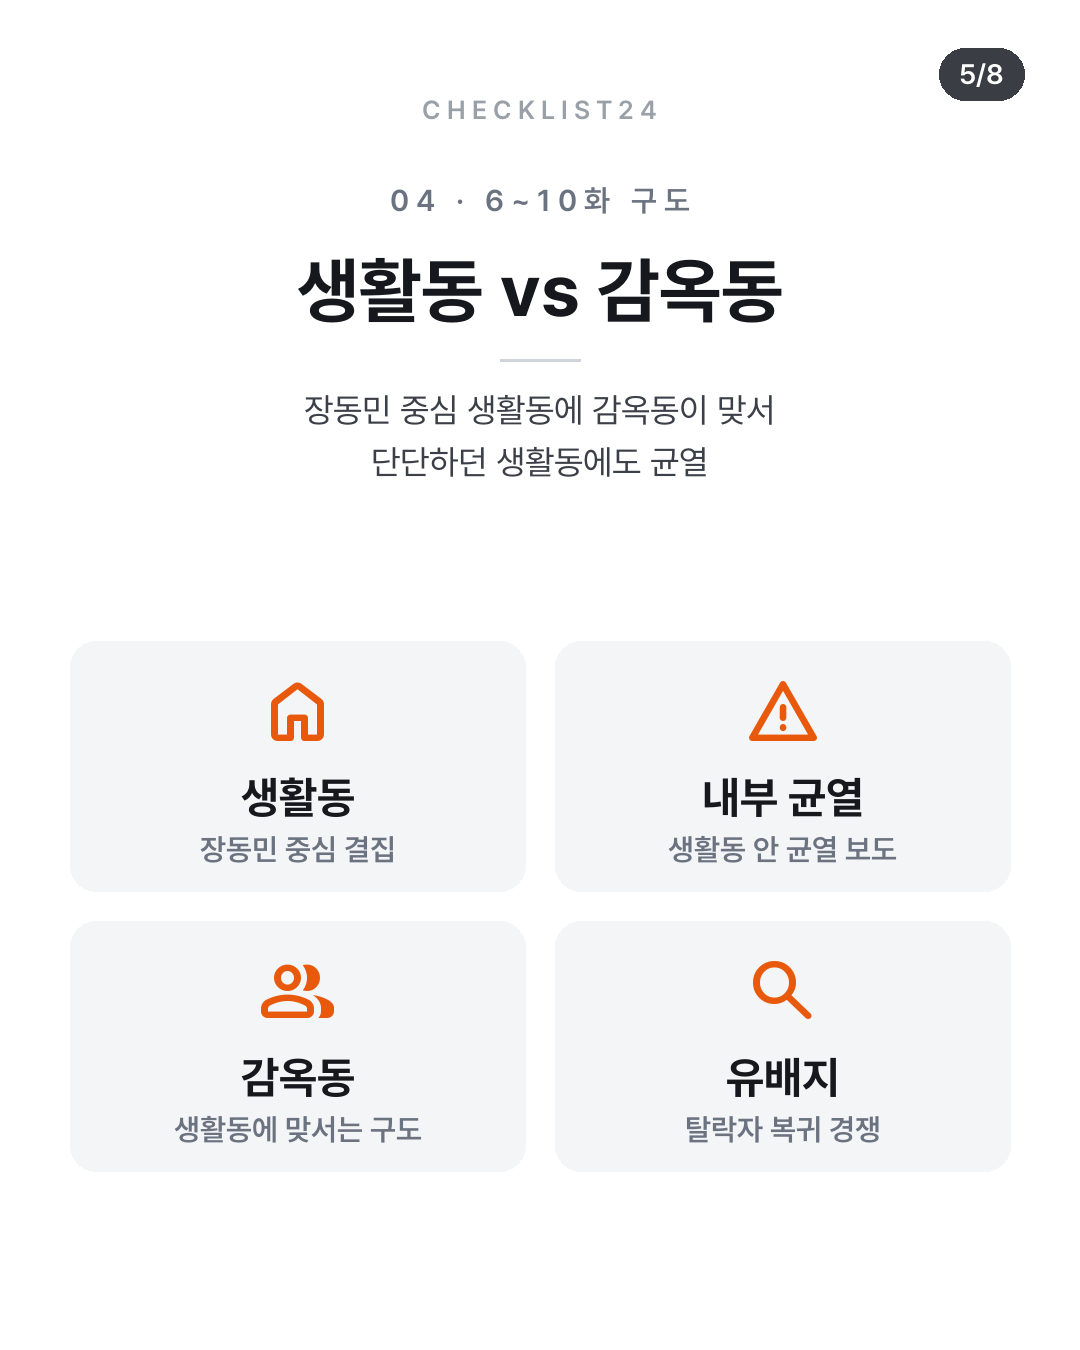 5/8
CHECKLIST24
04 · 6~10화 구도
생활동 vs 감옥동
장동민 중심 생활동에 감옥동이 맞서
단단하던 생활동에도 균열
생활동
장동민 중심 결집
내부 균열
생활동 안 균열 보도
감옥동
생활동에 맞서는 구도
유배지
탈락자 복귀 경쟁